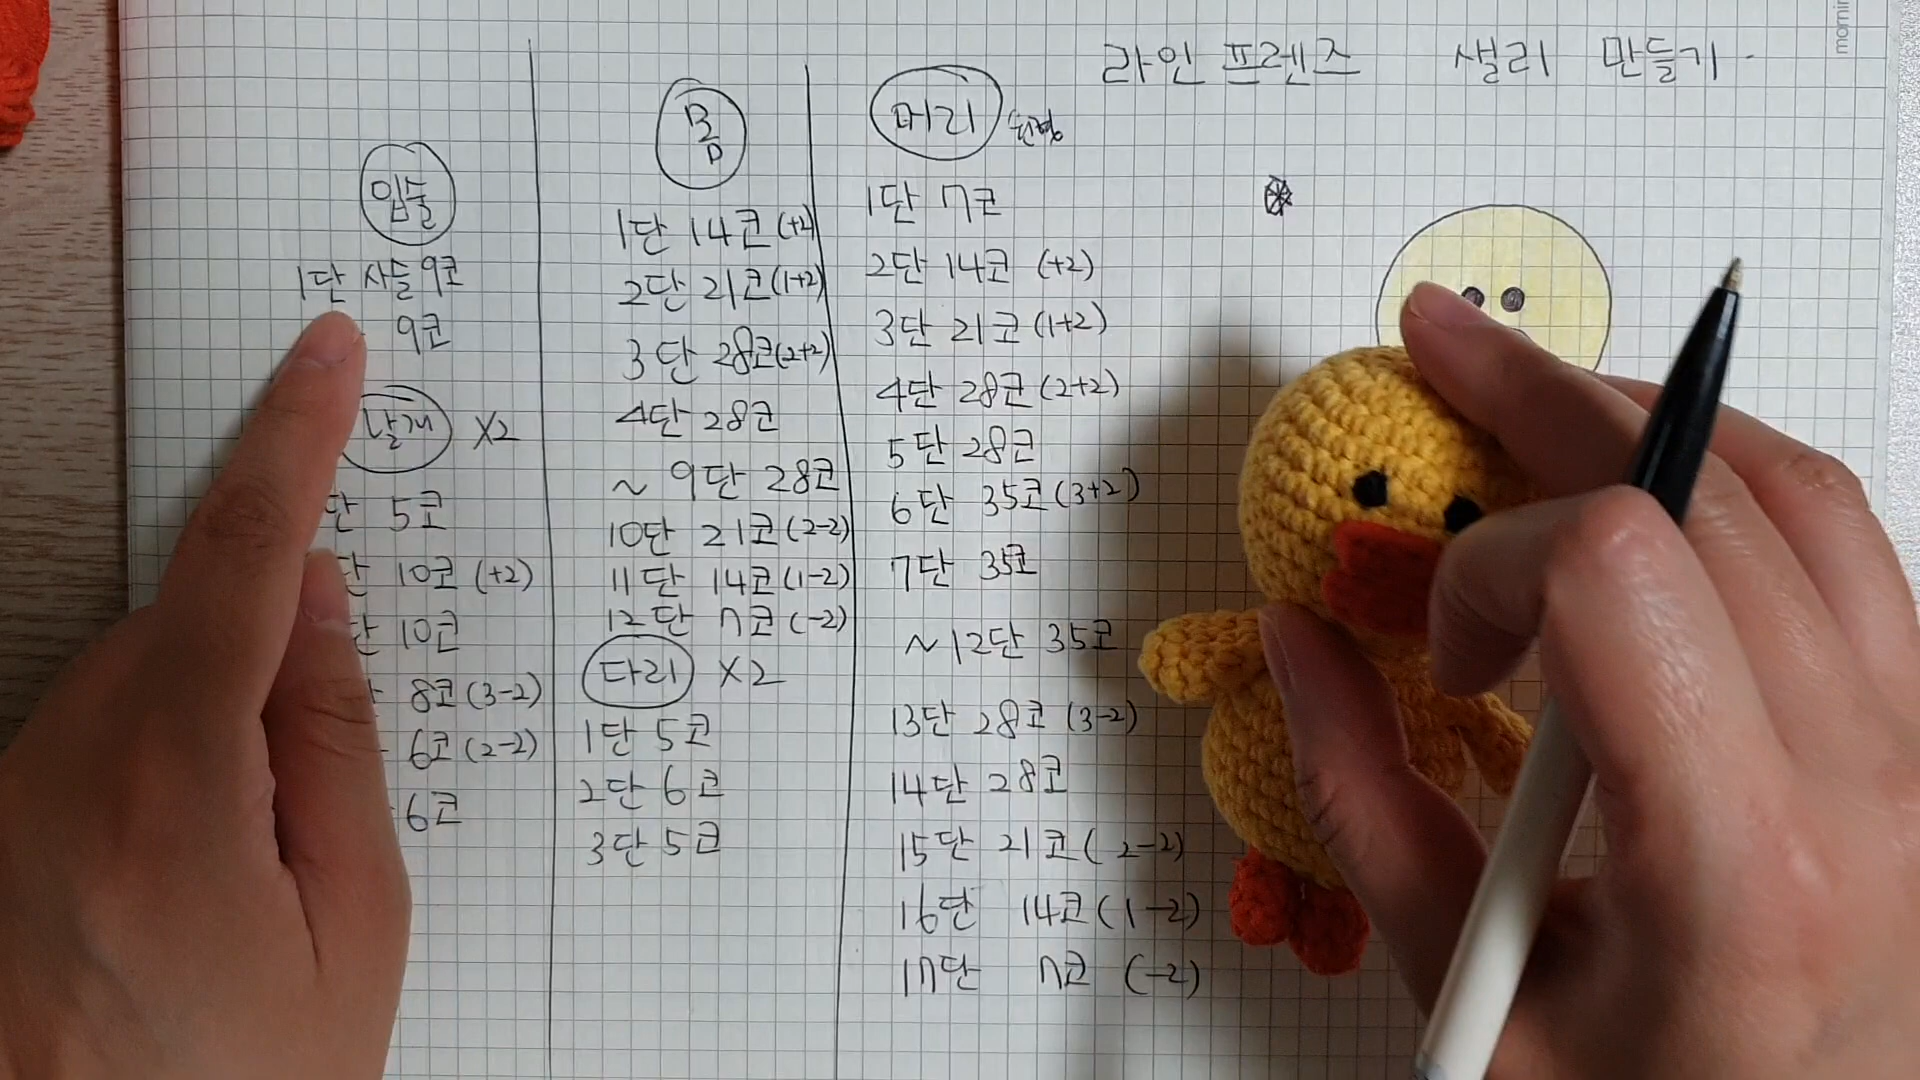 라인 프렌즈 샐리 만들기
입술
1단 사슬 9코
9코
날개 X2
단 5코
단 10코 (+2)
단 10코
8코 (3-2)
6코 (2-2)
6코
몸
1단 14코 (+2)
2단 21코 (1+2)
3단 28코 (2+2)
4단 28코
~ 9단 28코
10단 21코 (2-2)
11단 14코 (1-2)
12단 7코 (-2)
다리 X2
1단 5코
2단 6코
3단 5코
머리
1단 7코
2단 14코 (+2)
3단 21코 (1+2)
4단 28코 (2+2)
5단 28코
6단 35코 (3+2)
7단 35코
~ 12단 35코
13단 28코 (3-2)
14단 28코
15단 21코 (2-2)
16단 14코 (1-2)
17단 7코 (-2)